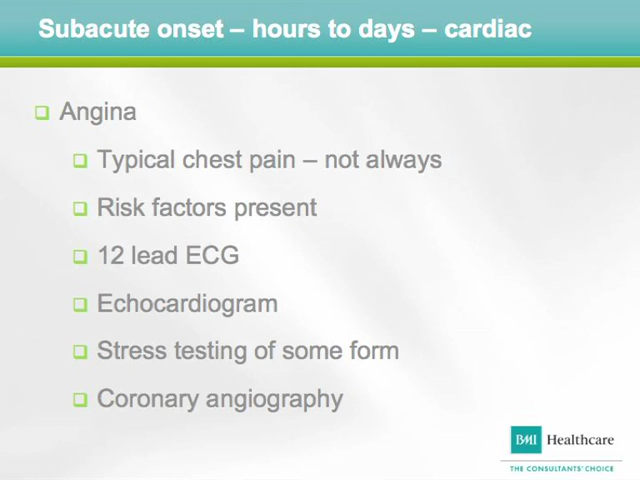 Subacute onset – hours to days – cardiac
Angina
Typical chest pain – not always
Risk factors present
12 lead ECG
Echocardiogram
Stress testing of some form
Coronary angiography
BMI Healthcare
THE CONSULTANTS' CHOICE